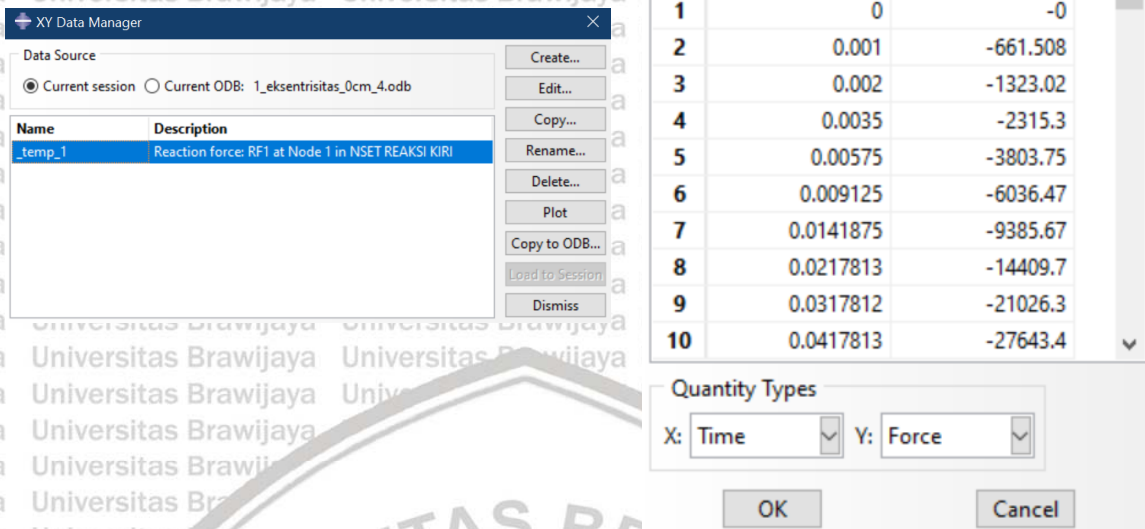 XY Data Manager
Data Source
Current session Current ODB: 1_eksentrisitas_0cm_4.odb
Name Description
_temp_1 Reaction force: RF1 at Node 1 in NSET REAKSI KIRI
Create...
Edit...
Copy...
Rename...
Delete...
Plot
Copy to ODB...
Load to Session
Dismiss
Universitas Brawijaya Universitas Brawijaya
Universitas Brawijaya Universitas Brawijaya
Universitas Brawijaya
Universitas Brawijaya
1 0 -0
2 0.001 -661.508
3 0.002 -1323.02
4 0.0035 -2315.3
5 0.00575 -3803.75
6 0.009125 -6036.47
7 0.0141875 -9385.67
8 0.0217813 -14409.7
9 0.0317812 -21026.3
10 0.0417813 -27643.4
Quantity Types
X: Time Y: Force
OK Cancel